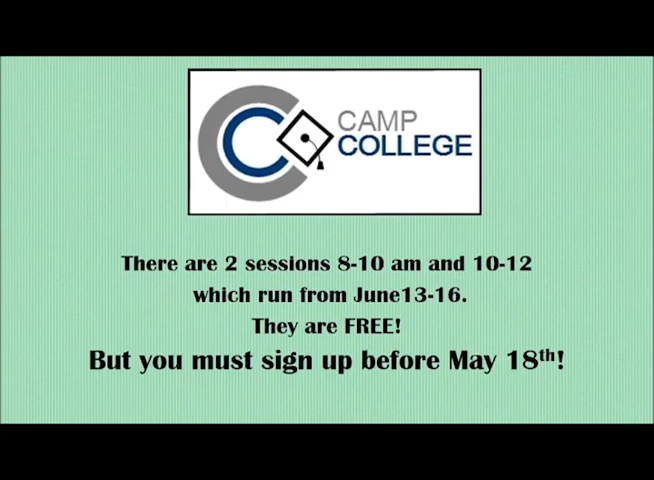 CAMP
COLLEGE
There are 2 sessions 8-10 am and 10-12
which run from June13-16.
They are FREE!
But you must sign up before May 18th!